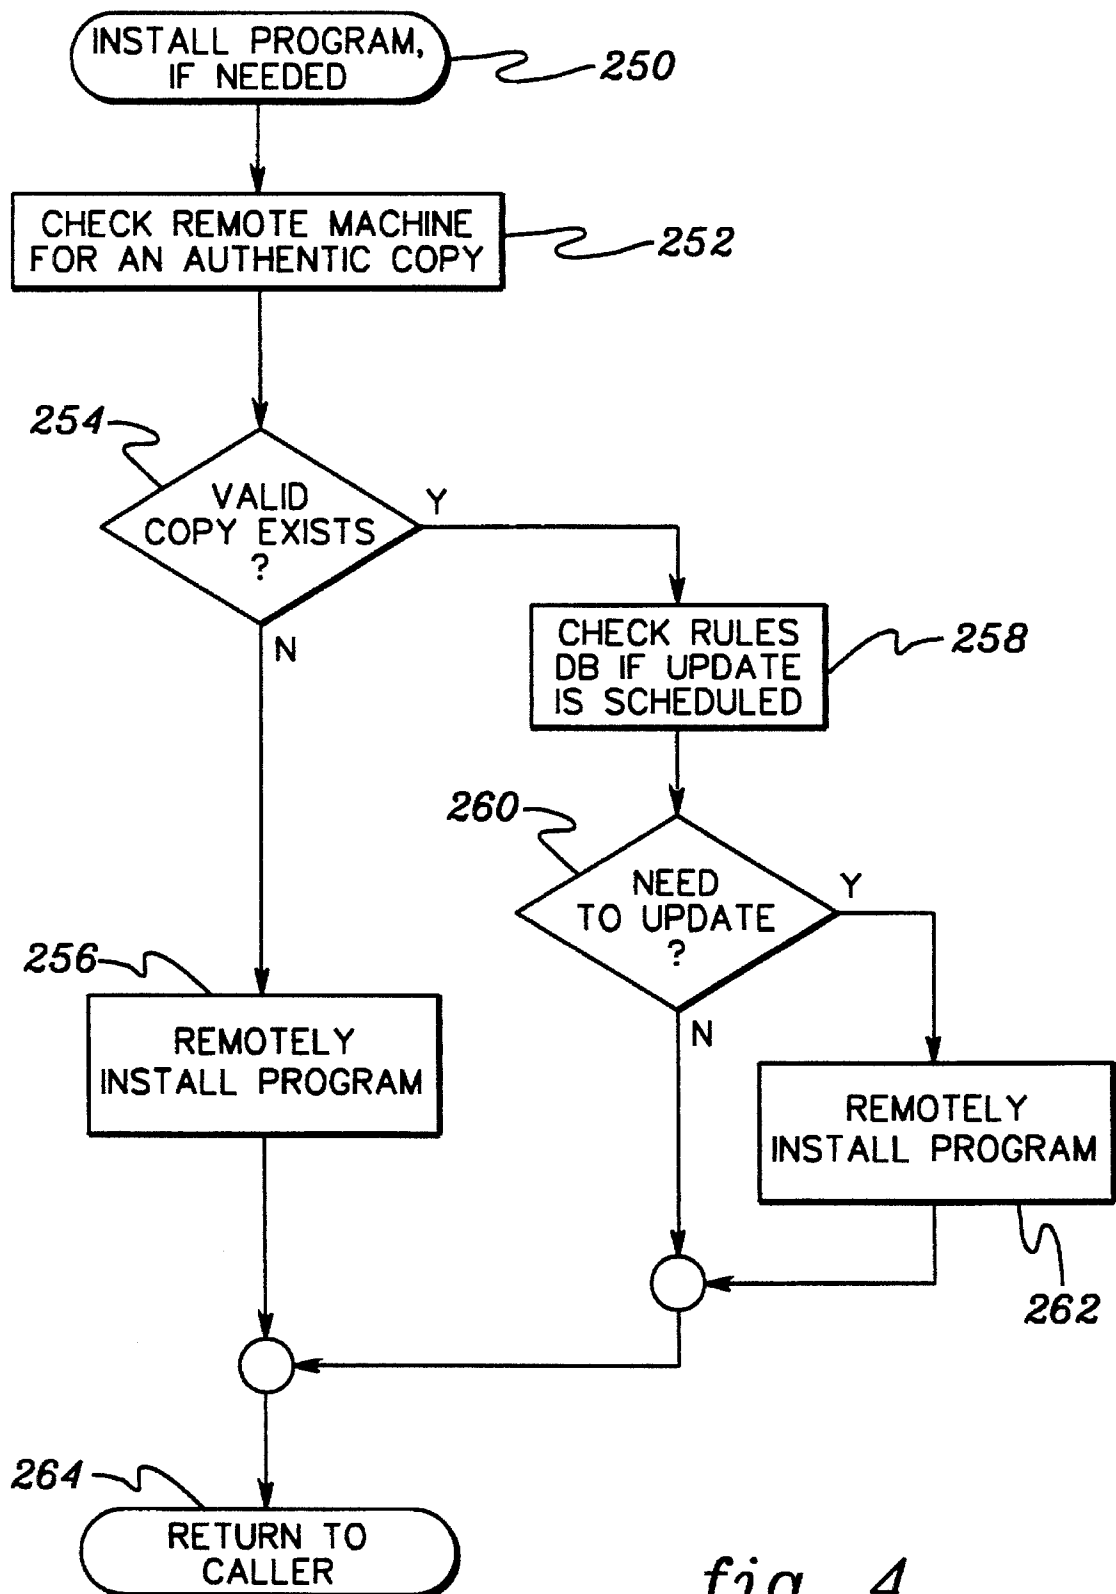 INSTALL PROGRAM,
IF NEEDED
250
CHECK REMOTE MACHINE
FOR AN AUTHENTIC COPY
252
254
VALID
COPY EXISTS
?
Y
N
CHECK RULES
DB IF UPDATE
IS SCHEDULED
258
260
NEED
TO UPDATE
?
Y
N
256
REMOTELY
INSTALL PROGRAM
REMOTELY
INSTALL PROGRAM
262
264
RETURN TO
CALLER
fig. 4